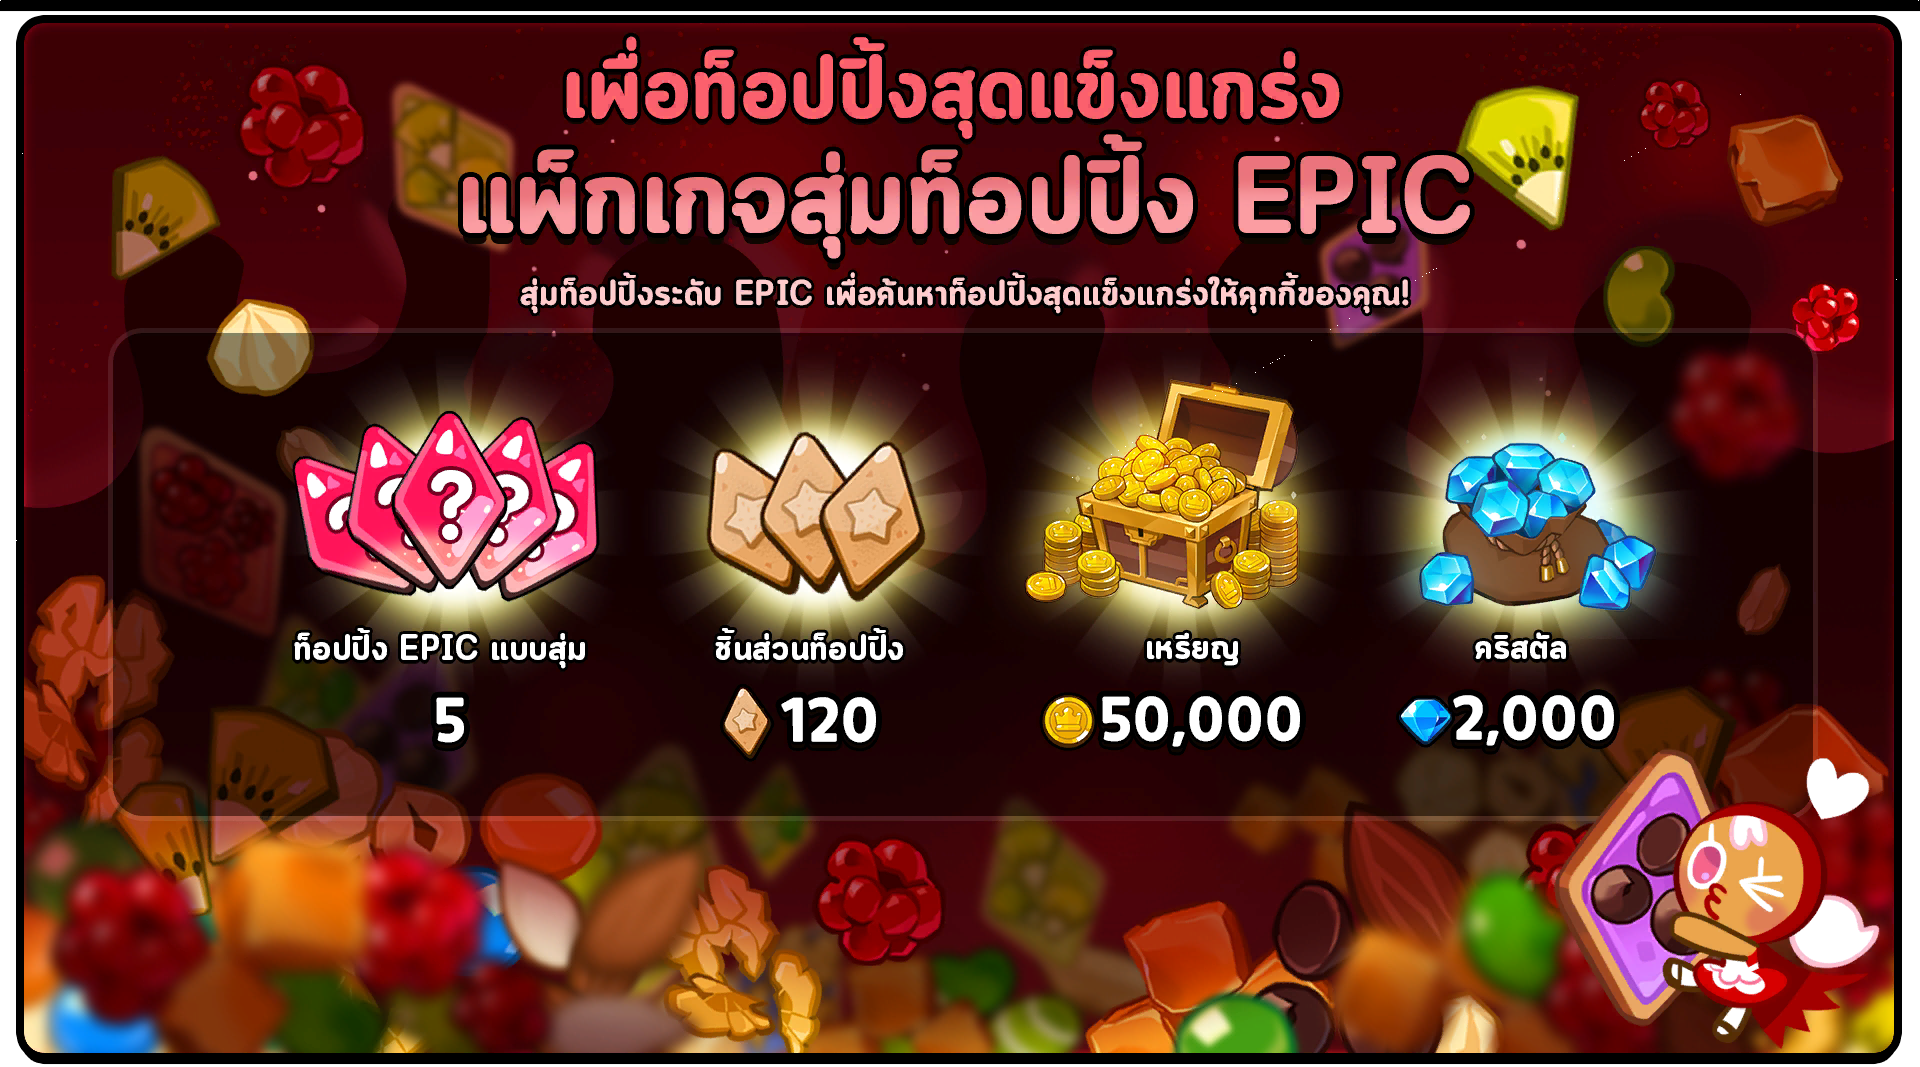 เพื่อท็อปปิ้งสุดแข็งแกร่ง
แพ็กเกจสุ่มท็อปปิ้ง EPIC
สุ่มท็อปปิ้งระดับ EPIC เพื่อค้นหาท็อปปิ้งสุดแข็งแกร่งให้คุกกี้ของคุณ!
ท็อปปิ้ง EPIC แบบสุ่ม
5
ชิ้นส่วนท็อปปิ้ง
120
เหรียญ
50,000
คริสตัล
2,000